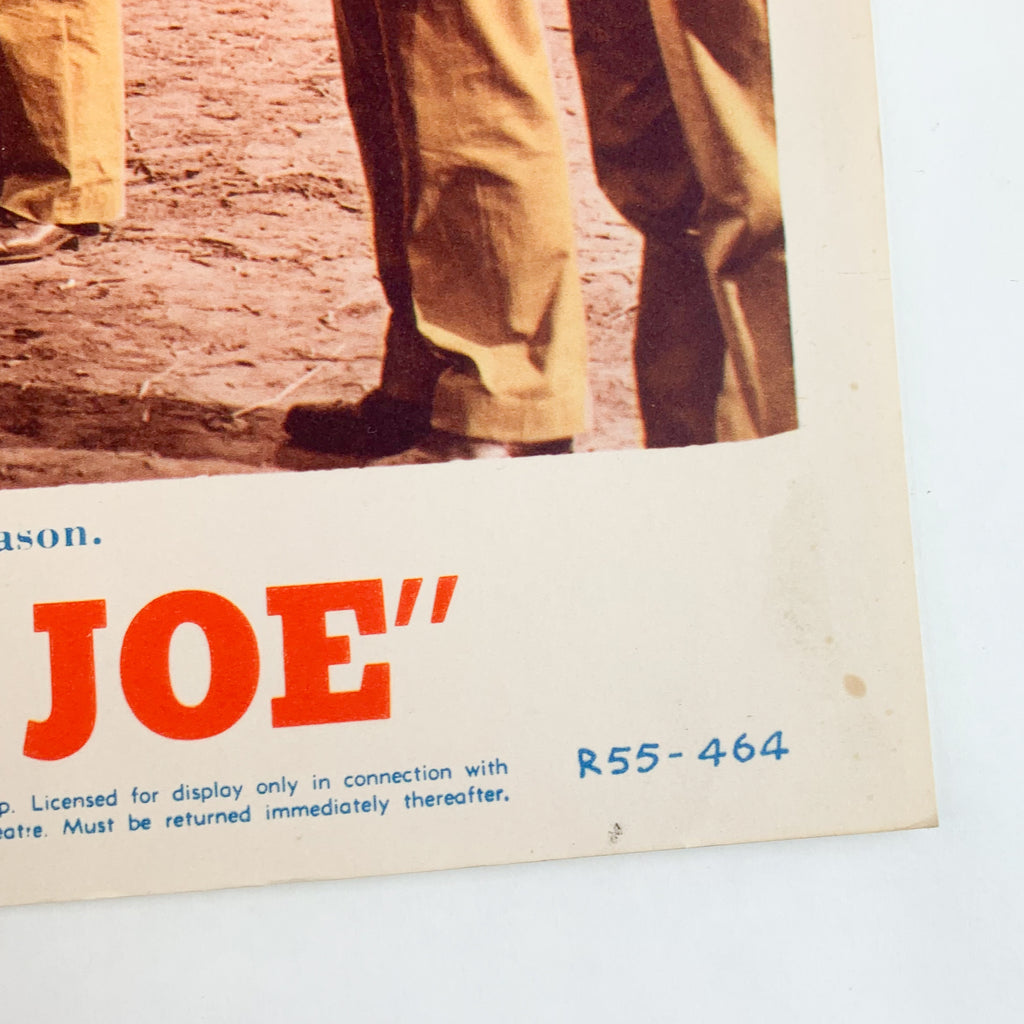 ason.
JOE”
p. Licensed for display only in connection with
eatre. Must be returned immediately thereafter.
R55-464